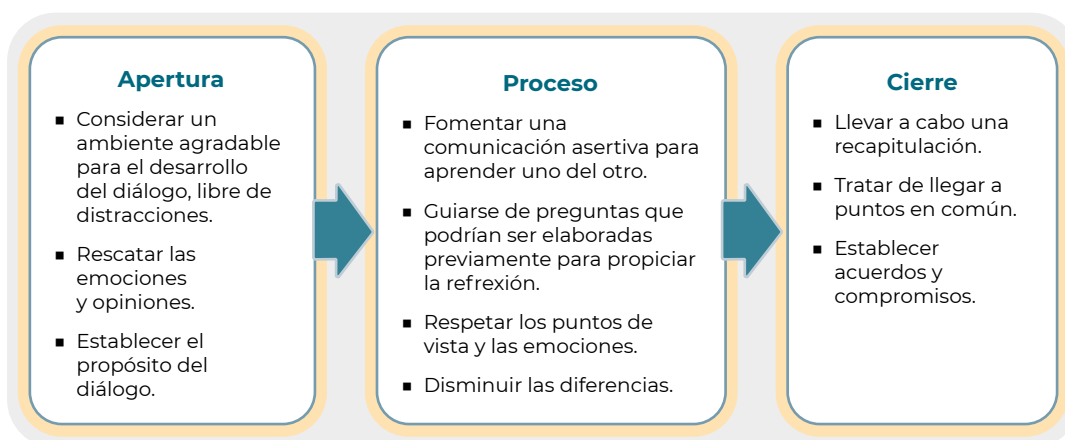 Apertura
▪ Considerar un
ambiente agradable
para el desarrollo
del diálogo, libre de
distracciones.
▪ Rescatar las
emociones
y opiniones.
▪ Establecer el
propósito del
diálogo.
Proceso
▪ Fomentar una
comunicación asertiva para
aprender uno del otro.
▪ Guiarse de preguntas que
podrían ser elaboradas
previamente para propiciar
la refrexión.
▪ Respetar los puntos de
vista y las emociones.
▪ Disminuir las diferencias.
Cierre
▪ Llevar a cabo una
recapitulación.
▪ Tratar de llegar a
puntos en común.
▪ Establecer
acuerdos y
compromisos.